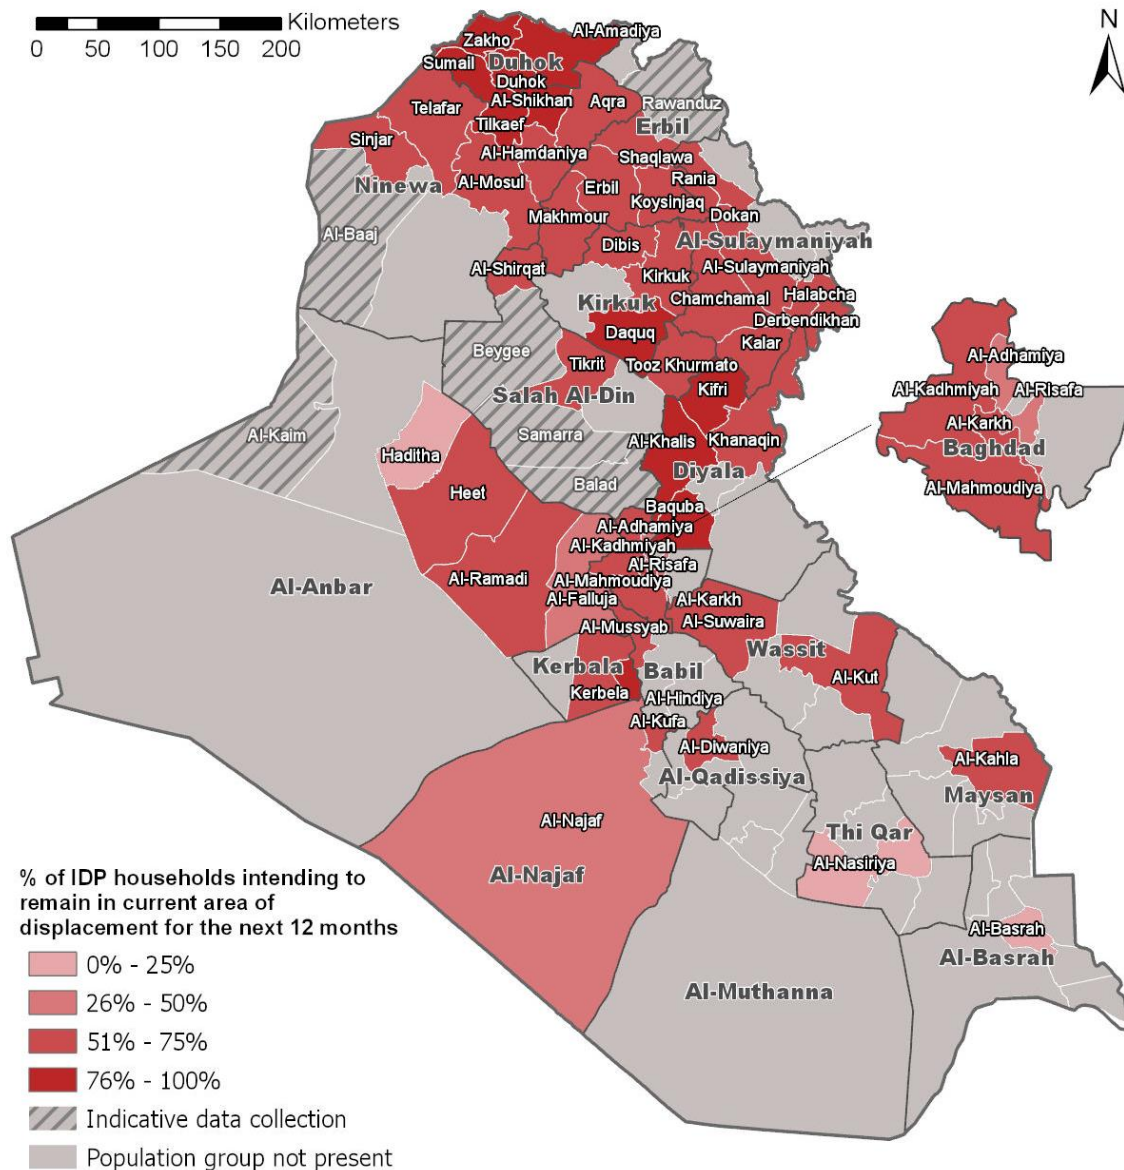 Kilometers
0 50 100 150 200
N
Zakho
Al-Amadiya
Sumail
Duhok
Duhok
Al-Shikhan
Aqra
Rawanduz
Telafar
Tilkaef
Erbil
Sinjar
Al-Hamdaniya
Shaqlawa
Ninewa
Al-Mosul
Erbil
Rania
Koysinjaq
Makhmour
Dokan
Al-Baaj
Dibis
Al-Sulaymaniyah
Al-Shirqat
Kirkuk
Al-Sulaymaniyah
Kirkuk
Chamchamal
Halabcha
Derbendikhan
Daquq
Kalar
Beygee
Tikrit
Tooz Khurmato
Kifri
Salah Al-Din
Al-Kaim
Samarra
Al-Khalis
Khanaqin
Haditha
Diyala
Heet
Balad
Baquba
Al-Adhamiya
Al-Kadhmiyah
Al-Risafa
Al-Anbar
Al-Ramadi
Al-Mahmoudiya
Al-Falluja
Al-Karkh
Al-Mussyab
Al-Suwaira
Wassit
Kerbala
Babil
Al-Kut
Kerbela
Al-Hindiya
Al-Kufa
Al-Diwaniya
Al-Kahla
Al-Qadissiya
Maysan
Al-Najaf
Thi Qar
Al-Nasiriya
Al-Najaf
Al-Basrah
Al-Basrah
Al-Muthanna
Al-Adhamiya
Al-Kadhmiyah
Al-Risafa
Al-Karkh
Baghdad
Al-Mahmoudiya
% of IDP households intending to
remain in current area of
displacement for the next 12 months
0% - 25%
26% - 50%
51% - 75%
76% - 100%
Indicative data collection
Population group not present